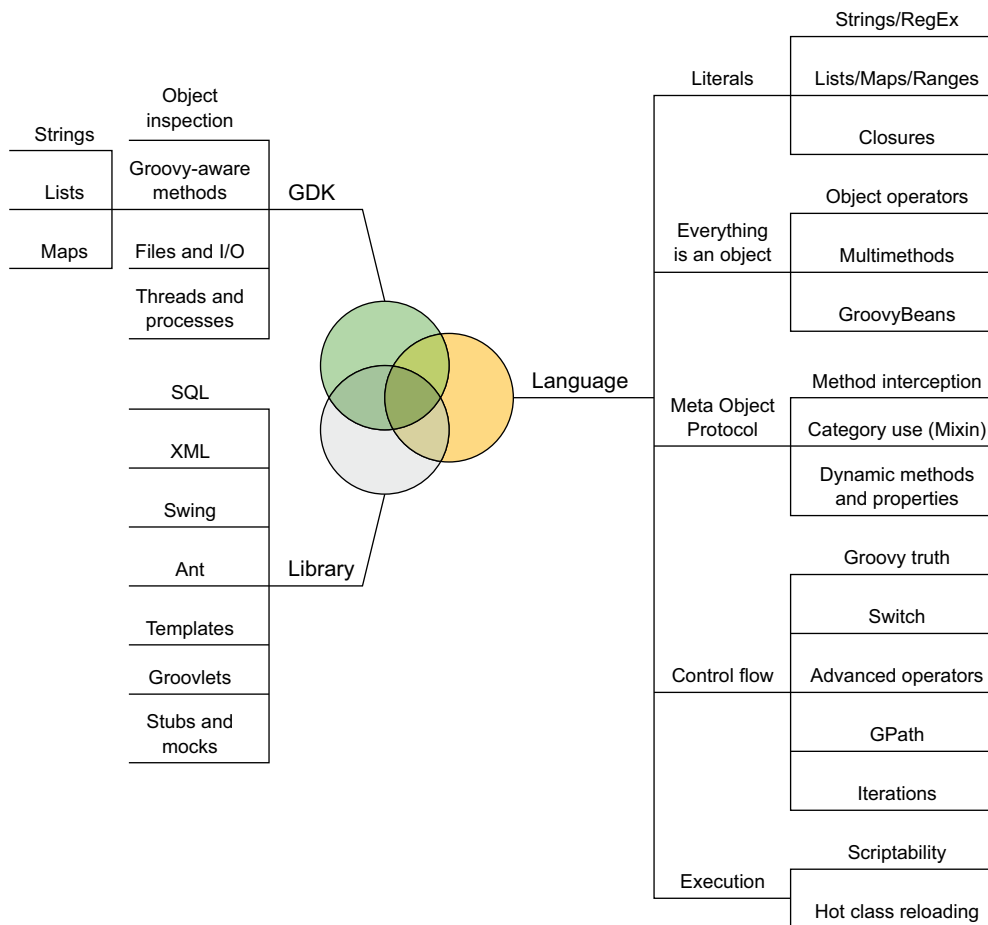 Object
inspection
Strings
Groovy-aware
methods
Lists
GDK
Files and I/O
Maps
Threads and
processes
SQL
XML
Swing
Ant
Library
Templates
Groovlets
Stubs and
mocks
Language
Strings/RegEx
Literals
Lists/Maps/Ranges
Closures
Object operators
Everything
is an object
Multimethods
GroovyBeans
Method interception
Meta Object
Protocol
Category use (Mixin)
Dynamic methods
and properties
Groovy truth
Switch
Control flow
Advanced operators
GPath
Iterations
Scriptability
Execution
Hot class reloading